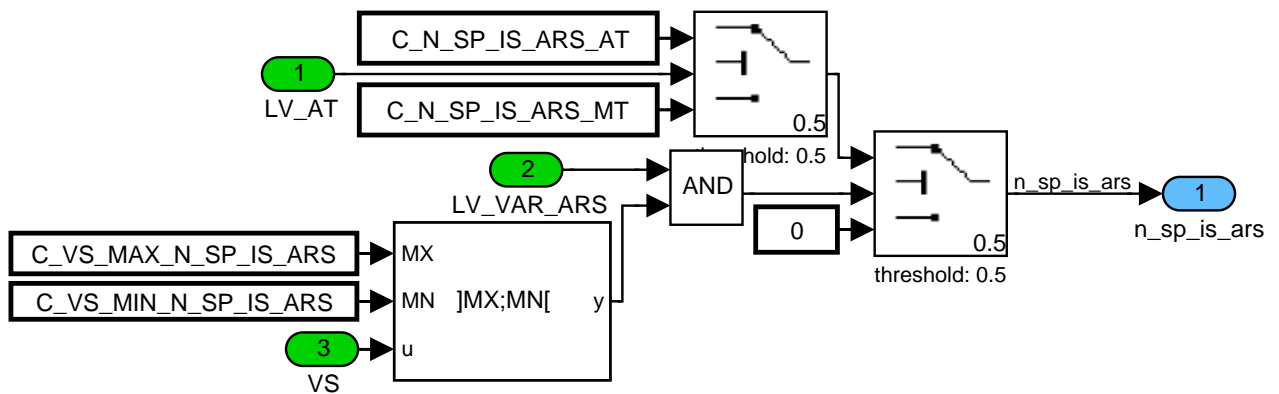 C_N_SP_IS_ARS_AT
1
LV_AT
C_N_SP_IS_ARS_MT
0.5
threshold: 0.5
2
LV_VAR_ARS
AND
0
n_sp_is_ars
1
n_sp_is_ars
0.5
threshold: 0.5
C_VS_MAX_N_SP_IS_ARS
MX
C_VS_MIN_N_SP_IS_ARS
MN
]MX;MN[
y
3
u
VS